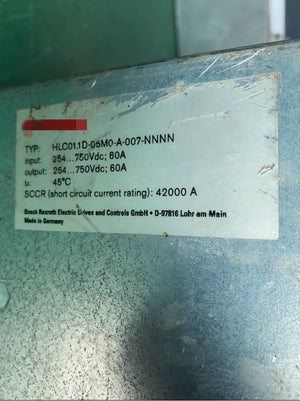 TYP: HLC01.1D-05M0-A-007-NNNN
input: 254...750Vdc; 60A
output: 254...750Vdc; 60A
ta: 45°C
SCCR (short circuit current rating): 42000 A
Bosch Rexroth Electric Drives and Controls GmbH • D-97816 Lohr am Main
Made in Germany